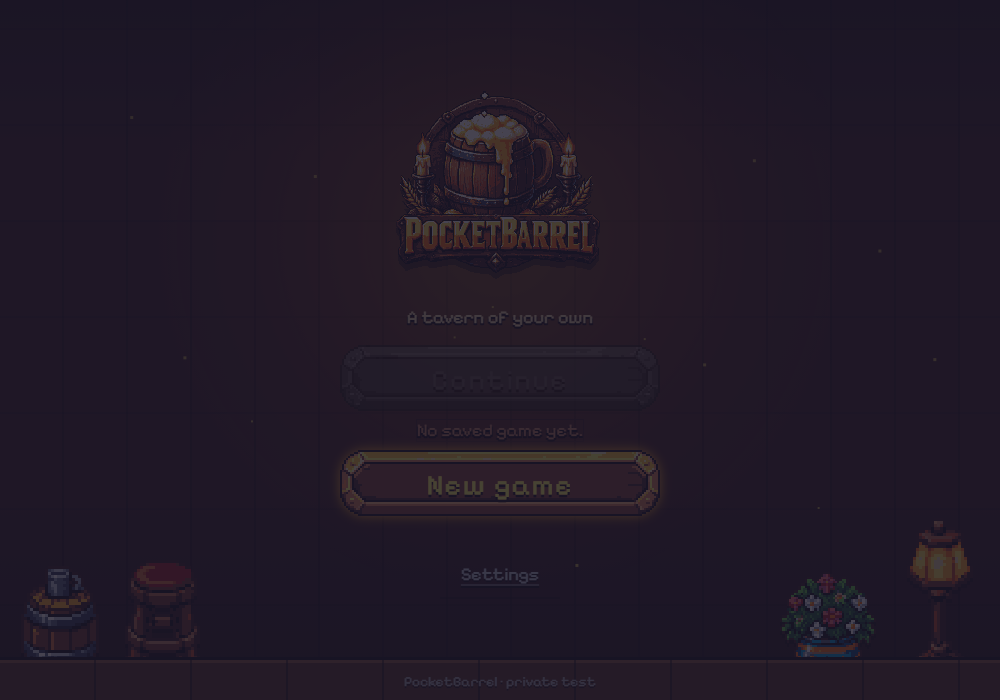 POCKETBARREL
A tavern of your own
Continue
No saved game yet.
New game
Settings
PocketBarrel · private test